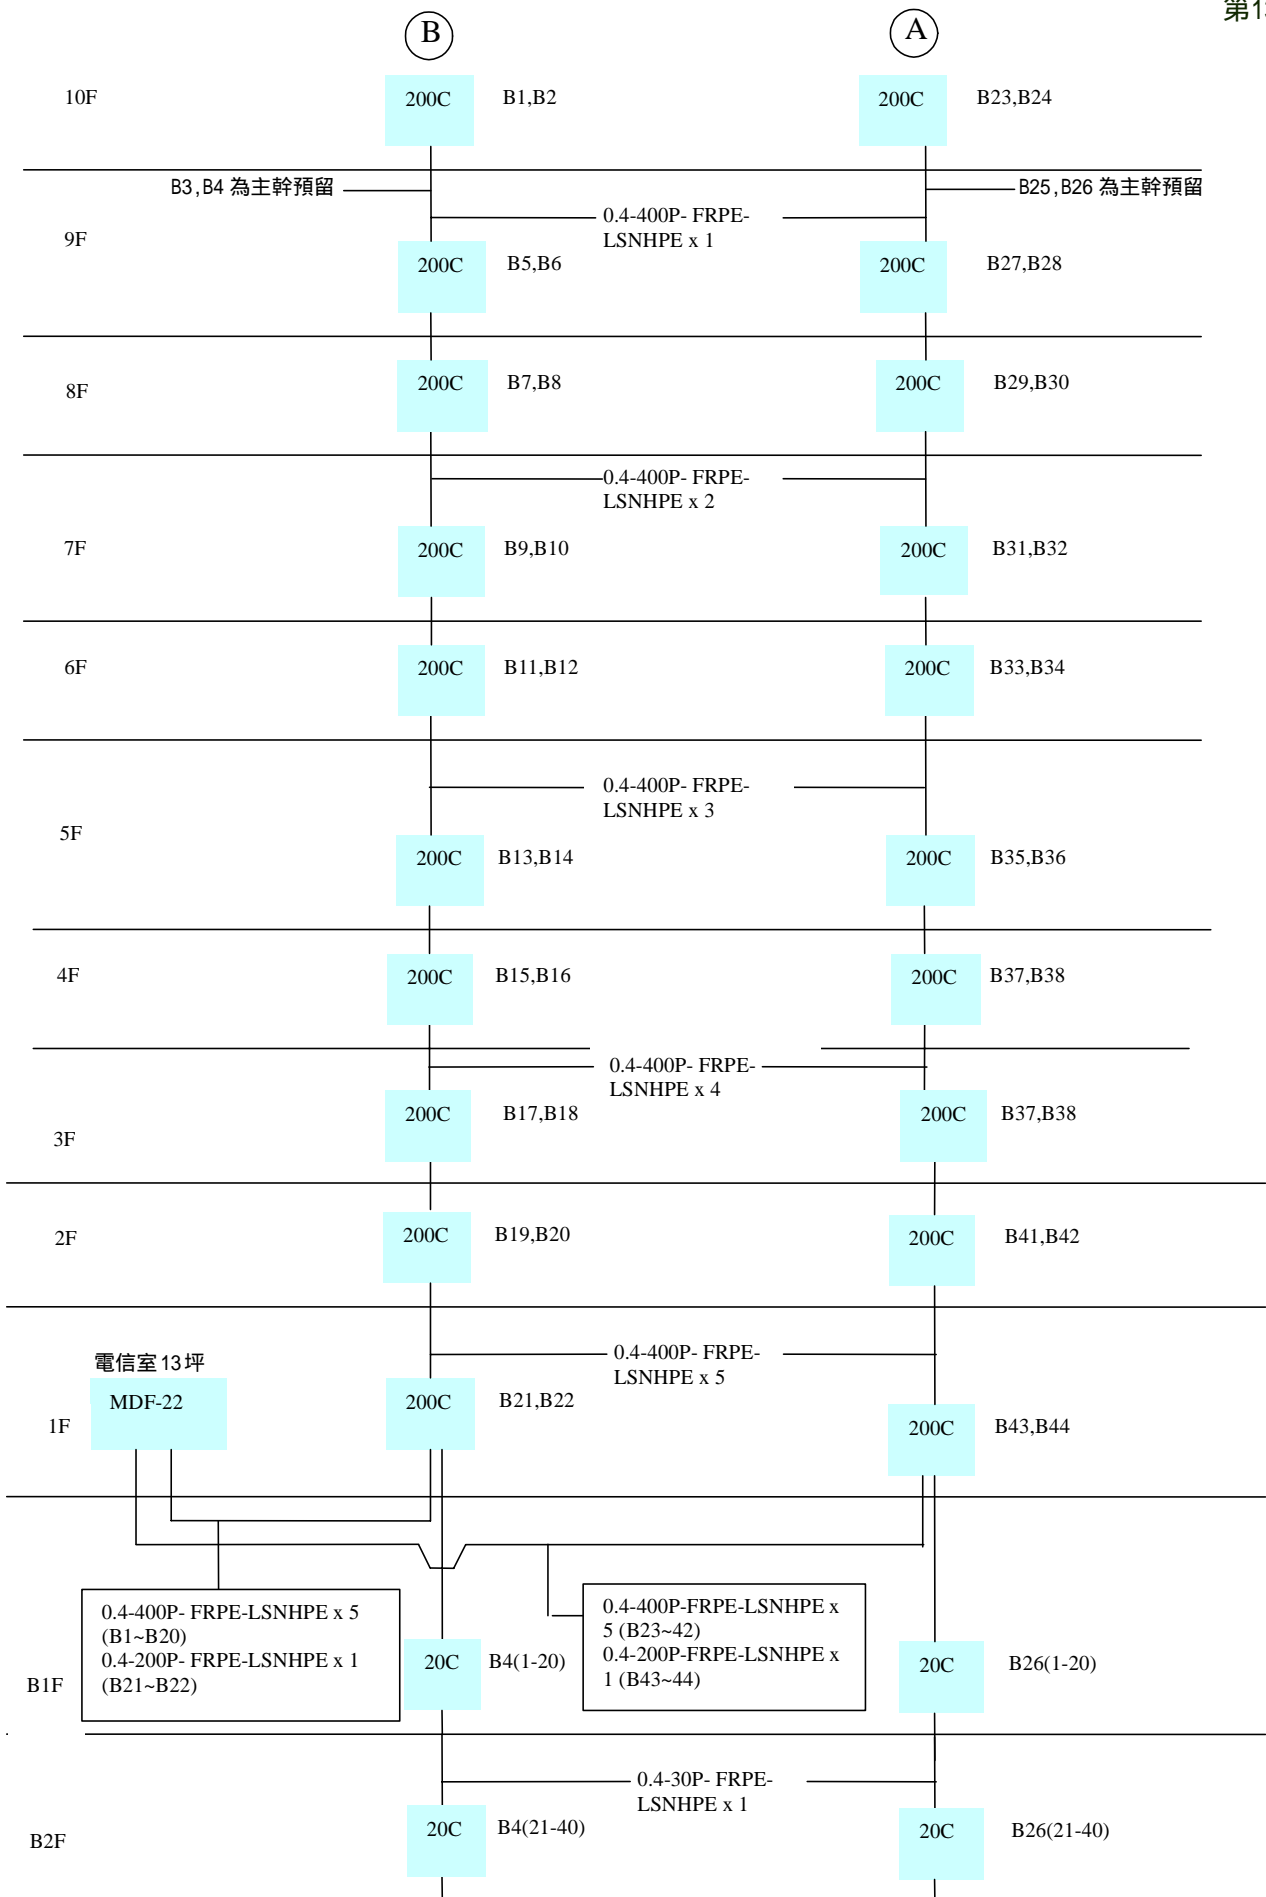 第1
B
A
10F
200C
B1,B2
200C
B23,B24
B3,B4 為主幹預留
B25,B26 為主幹預留
0.4-400P- FRPE-
LSNHPE x 1
9F
200C
B5,B6
200C
B27,B28
8F
200C
B7,B8
200C
B29,B30
0.4-400P- FRPE-
LSNHPE x 2
7F
200C
B9,B10
200C
B31,B32
6F
200C
B11,B12
200C
B33,B34
0.4-400P- FRPE-
LSNHPE x 3
5F
200C
B13,B14
200C
B35,B36
4F
200C
B15,B16
200C
B37,B38
0.4-400P- FRPE-
LSNHPE x 4
3F
200C
B17,B18
200C
B37,B38
2F
200C
B19,B20
200C
B41,B42
0.4-400P- FRPE-
LSNHPE x 5
電信室13坪
MDF-22
1F
200C
B21,B22
200C
B43,B44
0.4-400P- FRPE-LSNHPE x 5
(B1~B20)
0.4-200P- FRPE-LSNHPE x 1
(B21~B22)
0.4-400P-FRPE-LSNHPE x
5 (B23~42)
0.4-200P-FRPE-LSNHPE x
1 (B43~44)
B1F
20C
B4(1-20)
20C
B26(1-20)
0.4-30P- FRPE-
LSNHPE x 1
B2F
20C
B4(21-40)
20C
B26(21-40)